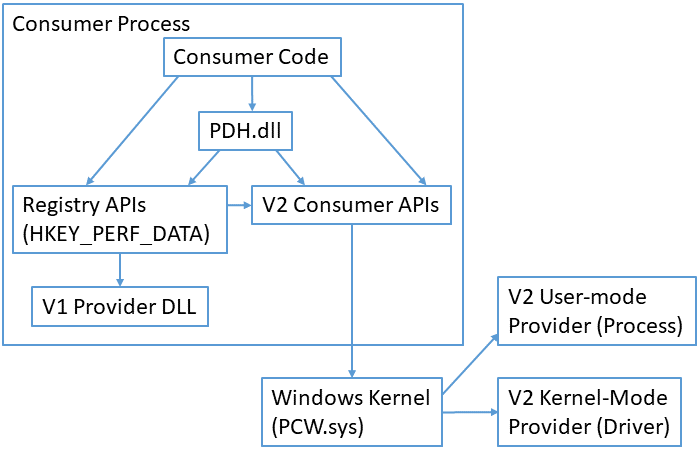 Consumer Process
Consumer Code
PDH.dll
Registry APIs
(HKEY_PERF_DATA)
V2 Consumer APIs
V1 Provider DLL
V2 User-mode
Provider (Process)
Windows Kernel
(PCW.sys)
V2 Kernel-Mode
Provider (Driver)